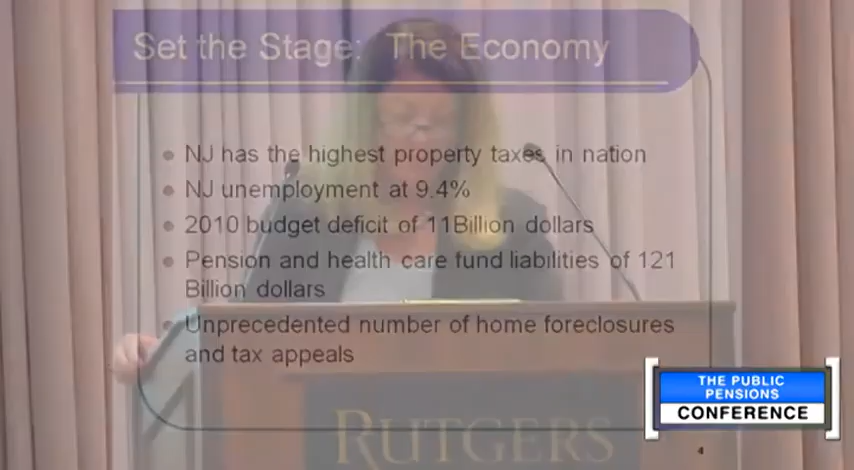 Set the Stage: The Economy
NJ has the highest property taxes in nation
NJ unemployment at 9.4%
2010 budget deficit of 11Billion dollars
Pension and health care fund liabilities of 121
Billion dollars
Unprecedented number of home foreclosures
and tax appeals
THE PUBLIC
PENSIONS
CONFERENCE
RUTGERS
4